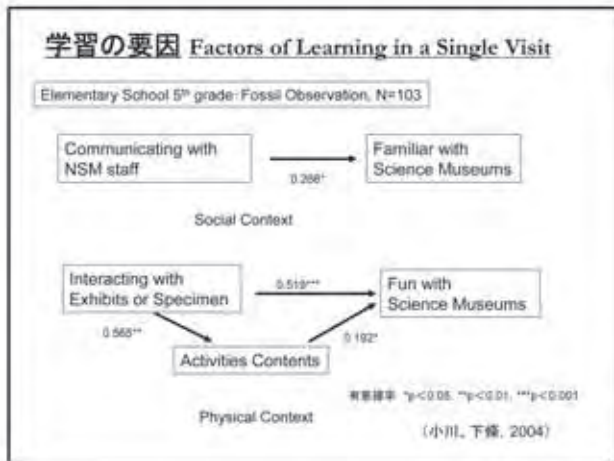 学習の要因 Factors of Learning in a Single Visit
Elementary School 5th grade: Fossil Observation, N=103
Communicating with
NSM staff
Familiar with
Science Museums
0.266*
Social Context
Interacting with
Exhibits or Specimen
0.519***
Fun with
Science Museums
0.565**
0.192*
Activities Contents
有意確率 *p<0.05, **p<0.01, ***p<0.001
Physical Context
(小川, 下條, 2004)